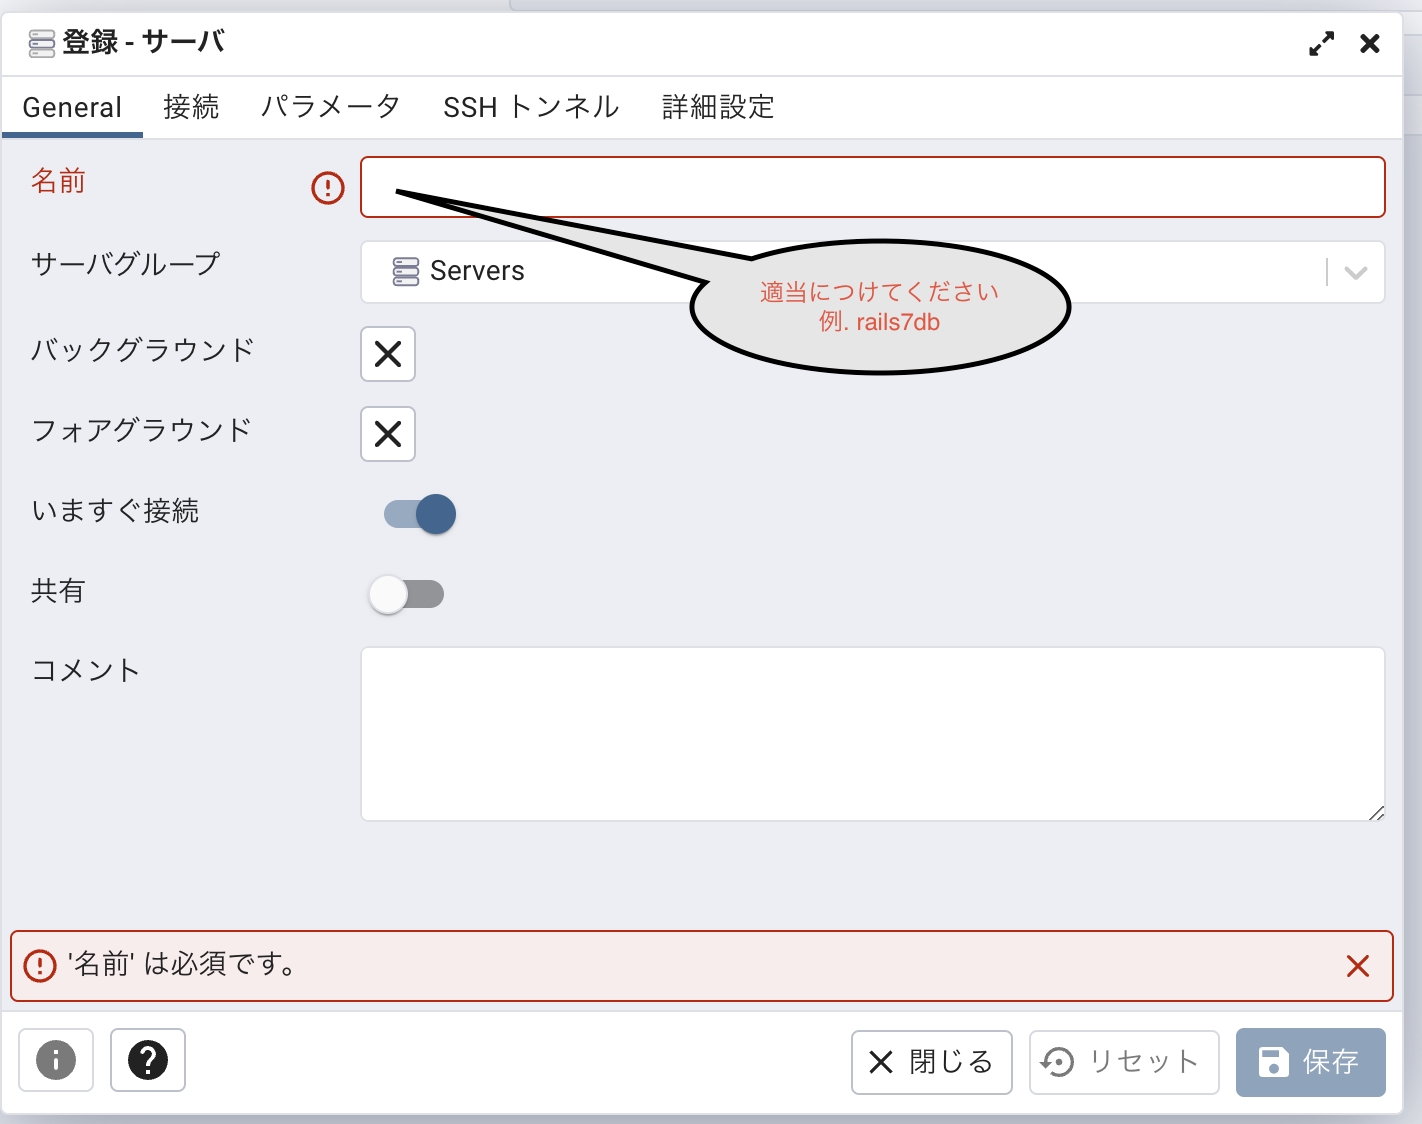 登録 - サーバ
General 接続 パラメータ SSH トンネル 詳細設定
名前
サーバグループ Servers
適当につけてください
例. rails7db
バックグラウンド
フォアグラウンド
いますぐ接続
共有
コメント
'名前' は必須です。
閉じる リセット 保存